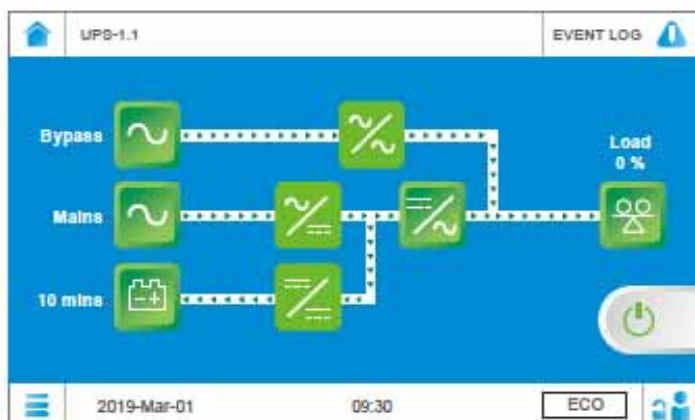 UPS-1.1
EVENT LOG
Bypass
Load
0 %
Mains
10 mins
2019-Mar-01
09:30
ECO